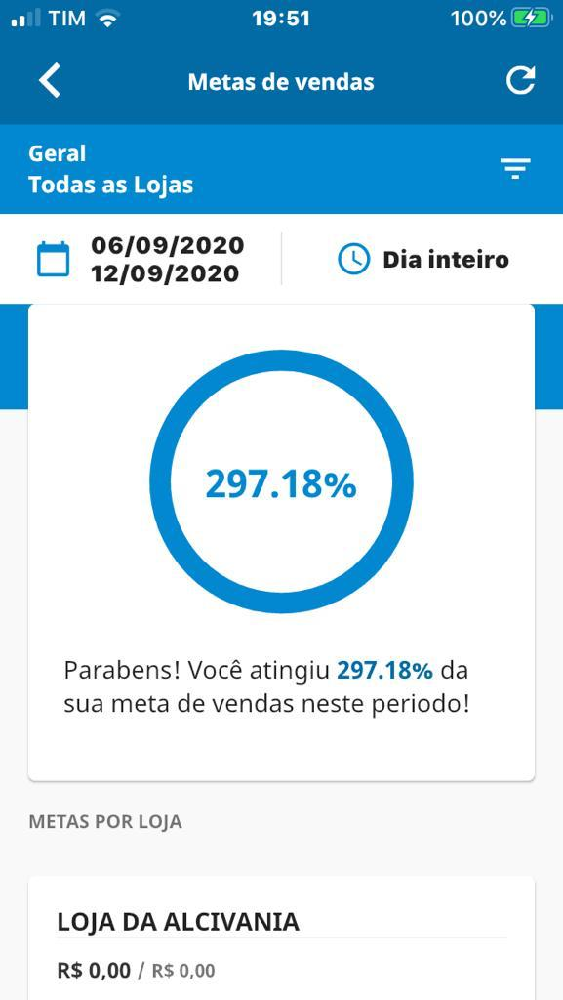 TIM 19:51 100%
Metas de vendas
Geral
Todas as Lojas
06/09/2020
12/09/2020
Dia inteiro
297.18%
Parabens! Você atingiu 297.18% da
sua meta de vendas neste periodo!
METAS POR LOJA
LOJA DA ALCIVANIA
R$ 0,00 / R$ 0,00